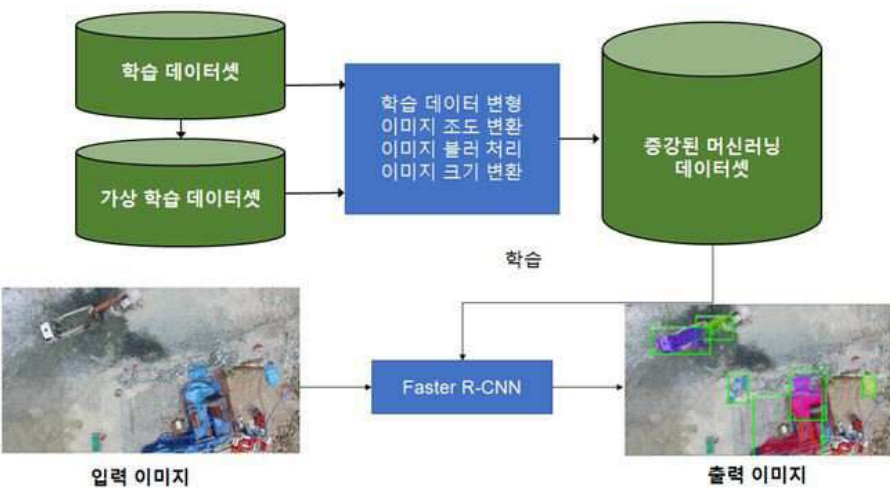 학습 데이터셋
가상 학습 데이터셋
학습 데이터 변형
이미지 조도 변환
이미지 블러 처리
이미지 크기 변환
증강된 머신러닝
데이터셋
학습
Faster R-CNN
입력 이미지
출력 이미지